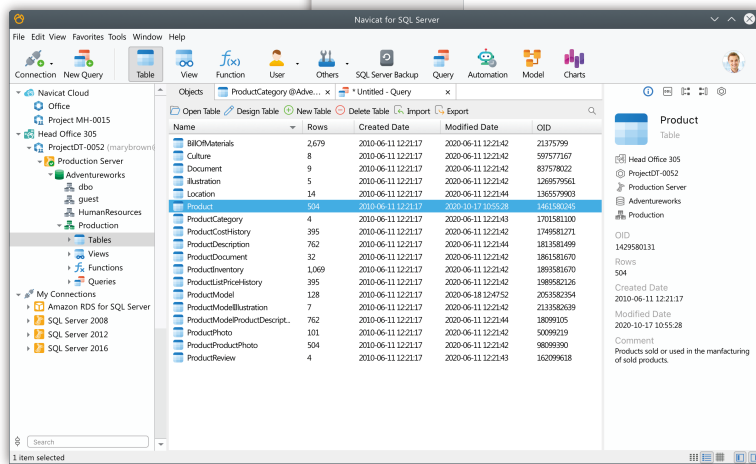 Navicat for SQL Server
File Edit View Favorites Tools Window Help
Connection New Query Table View Function User Others SQL Server Backup Query Automation Model Charts
Navicat Cloud
Office
Project MH-0015
Head Office 305
ProjectDT-0052 (marybrown
Production Server
Adventureworks
dbo
guest
HumanResources
Production
Tables
Views
Functions
Queries
My Connections
Amazon RDS for SQL Server
SQL Server 2008
SQL Server 2012
SQL Server 2016
Search
1 item selected
Objects ProductCategory @Adve... × * Untitled - Query ×
Open Table Design Table New Table Delete Table Import Export
Name Rows Created Date Modified Date OID
BillOfMaterials 2,679 2010-06-11 12:21:17 2020-06-11 12:21:42 21375799
Culture 8 2010-06-11 12:21:17 2020-06-11 12:21:42 597577167
Document 9 2010-06-11 12:21:17 2020-06-11 12:21:42 837578022
illustration 5 2010-06-11 12:21:17 2020-06-11 12:21:42 1269579561
Location 14 2010-06-11 12:21:17 2020-06-11 12:21:44 1365579903
Product 504 2010-06-11 12:21:17 2020-10-17 10:55:28 1461580245
ProductCategory 4 2010-06-11 12:21:17 2020-06-11 12:21:43 1701581100
ProductCostHistory 395 2010-06-11 12:21:17 2020-06-11 12:21:42 1749581271
ProductDescription 762 2010-06-11 12:21:17 2020-06-11 12:21:44 1813581499
ProductDocument 32 2010-06-11 12:21:17 2020-06-11 12:21:42 1861581670
ProductInventory 1,069 2010-06-11 12:21:17 2020-06-11 12:21:42 1893581670
ProductListPriceHistory 395 2010-06-11 12:21:17 2020-06-11 12:21:42 1989582126
ProductModel 128 2010-06-11 12:21:17 2020-06-18 12:47:52 2053582354
ProductModelIllustration 7 2010-06-11 12:21:17 2020-06-11 12:21:42 2133582639
ProductModelProductDescript.. 762 2010-06-11 12:21:17 2020-06-11 12:21:44 18099105
ProductPhoto 101 2010-06-11 12:21:17 2020-06-11 12:21:42 50099219
ProductProductPhoto 504 2010-06-11 12:21:17 2020-06-11 12:21:42 98099390
ProductReview 4 2010-06-11 12:21:17 2020-06-11 12:21:43 162099618
Product
Table
Head Office 305
ProjectDT-0052
Production Server
Adventureworks
Production
OID
1429580131
Rows
504
Created Date
2010-06-11 12:21:17
Modified Date
2020-10-17 10:55:28
Comment
Products sold or used in the manfacturing
of sold products.